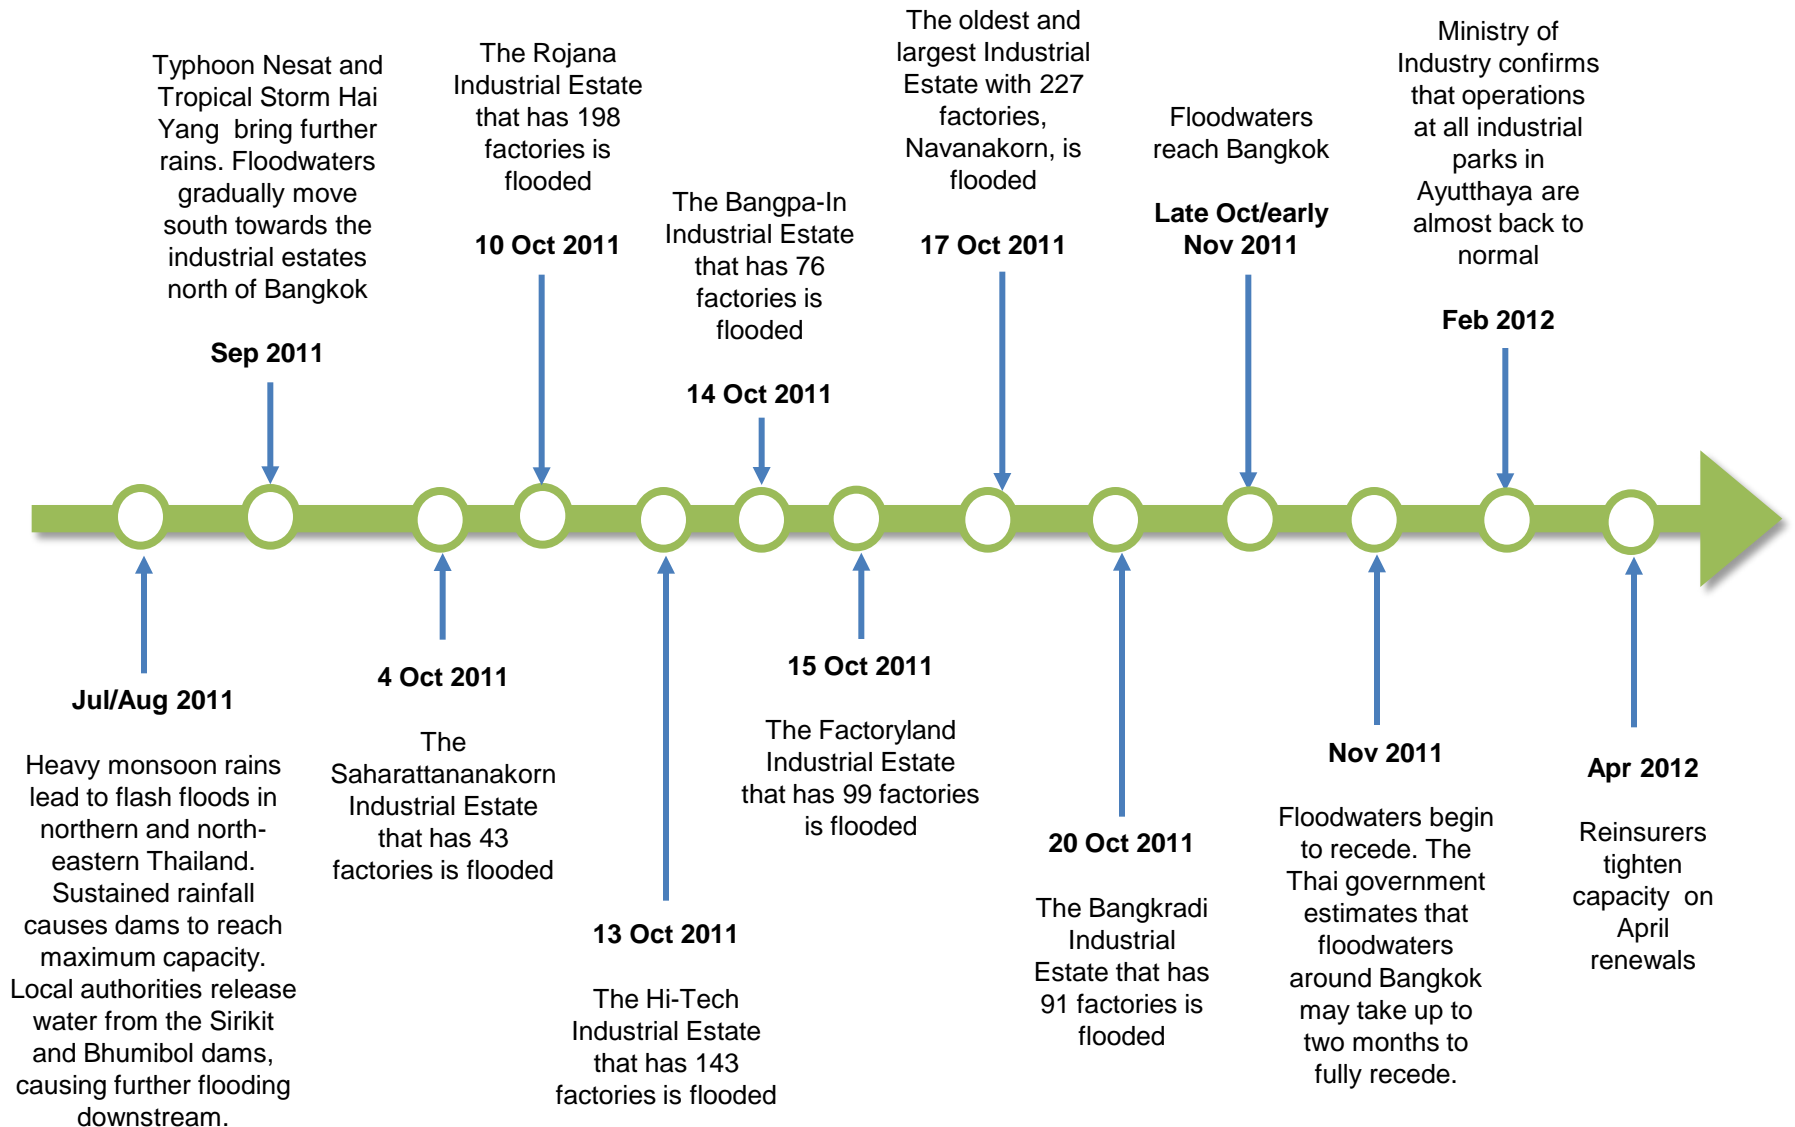 Typhoon Nesat and
Tropical Storm Hai
Yang  bring further
rains. Floodwaters
gradually move
south towards the
industrial estates
north of Bangkok
Sep 2011
The Rojana
Industrial Estate
that has 198
factories is
flooded
10 Oct 2011
The Bangpa-In
Industrial Estate
that has 76
factories is
flooded
14 Oct 2011
The oldest and
largest Industrial
Estate with 227
factories,
Navanakorn, is
flooded
17 Oct 2011
Floodwaters
reach Bangkok
Late Oct/early
Nov 2011
Ministry of
Industry confirms
that operations
at all industrial
parks in
Ayutthaya are
almost back to
normal
Feb 2012
Jul/Aug 2011
Heavy monsoon rains
lead to flash floods in
northern and north-
eastern Thailand.
Sustained rainfall
causes dams to reach
maximum capacity.
Local authorities release
water from the Sirikit
and Bhumibol dams,
causing further flooding
downstream.
4 Oct 2011
The
Saharattananakorn
Industrial Estate
that has 43
factories is flooded
13 Oct 2011
The Hi-Tech
Industrial Estate
that has 143
factories is flooded
15 Oct 2011
The Factoryland
Industrial Estate
that has 99 factories
is flooded
20 Oct 2011
The Bangkradi
Industrial
Estate that has
91 factories is
flooded
Nov 2011
Floodwaters begin
to recede. The
Thai government
estimates that
floodwaters
around Bangkok
may take up to
two months to
fully recede.
Apr 2012
Reinsurers
tighten
capacity  on
April
renewals